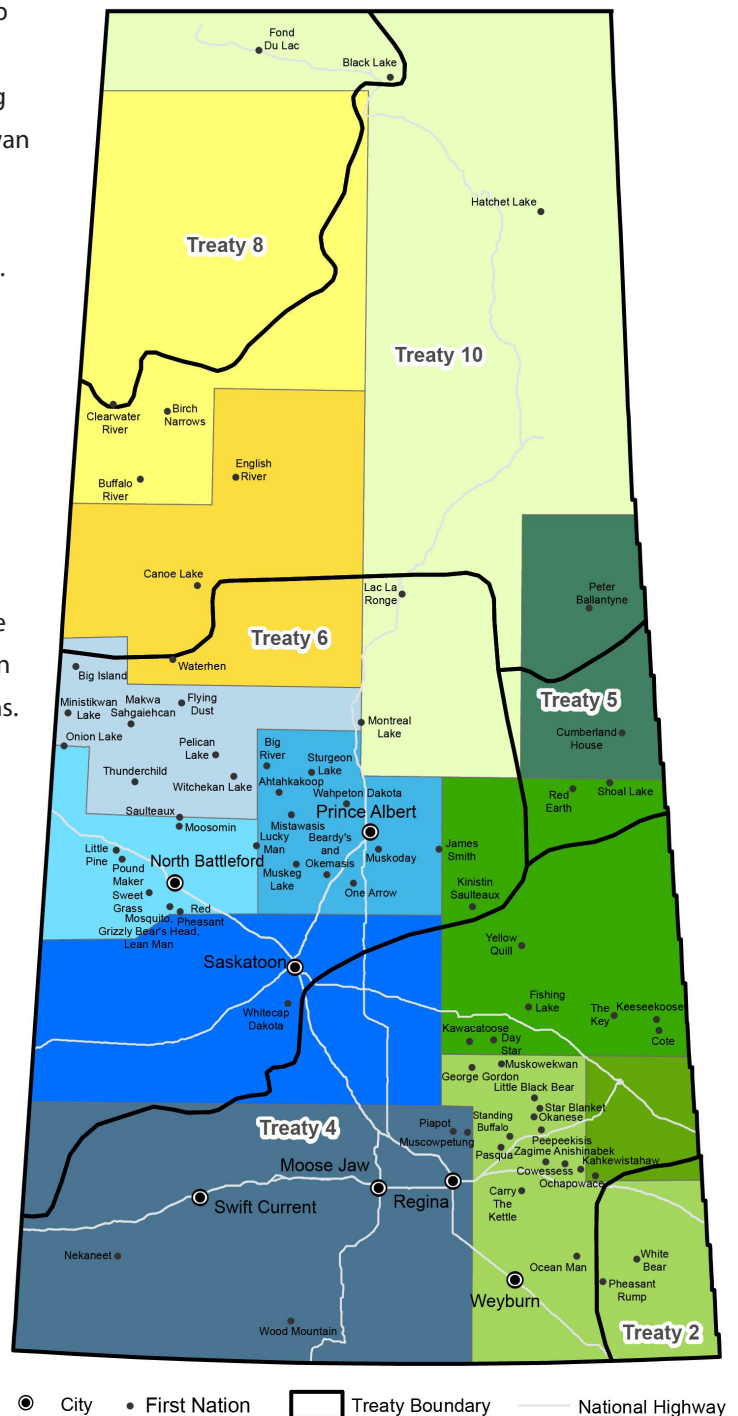 Fond
Du Lac
Black Lake
Hatchet Lake
Treaty 8
Treaty 10
Clearwater
River
Birch
Narrows
Buffalo
River
English
River
Canoe Lake
Lac La
Ronge
Peter
Ballantyne
Treaty 6
Waterhen
Big Island
Treaty 5
Ministikwan
Lake
Makwa
Sahgaiehcan
Flying
Dust
Montreal
Lake
Cumberland
House
Onion Lake
Pelican
Lake
Big
River
Sturgeon
Lake
Thunderchild
Witchekan Lake
Ahtahkakoop
Wahpeton Dakota
Red
Earth
Shoal Lake
Saulteaux
Moosomin
Mistawasis
Prince Albert
Lucky
Man
Beardy's
and
Okemasis
Muskoday
James
Smith
Little
Pine
Pound
Maker
North Battleford
Muskeg
Lake
One Arrow
Kinistin
Saulteaux
Sweet
Grass
Red
Pheasant
Mosquito,
Grizzly Bear's Head,
Lean Man
Yellow
Quill
Saskatoon
Whitecap
Dakota
Fishing
Lake
The
Key
Keeseekoose
Cote
Kawacatoose
Day
Star
Muskowekwan
George Gordon
Little Black Bear
Star Blanket
Okanese
Treaty 4
Piapot
Muscowpetung
Standing
Buffalo
Peepeekisis
Pasqua
Zagime Anishinabek
Kahkewistahaw
Cowessess
Ochapowace
Moose Jaw
Regina
Swift Current
Carry
The
Kettle
Nekaneet
Ocean Man
White
Bear
Pheasant
Rump
Weyburn
Wood Mountain
Treaty 2
City
First Nation
Treaty Boundary
National Highway